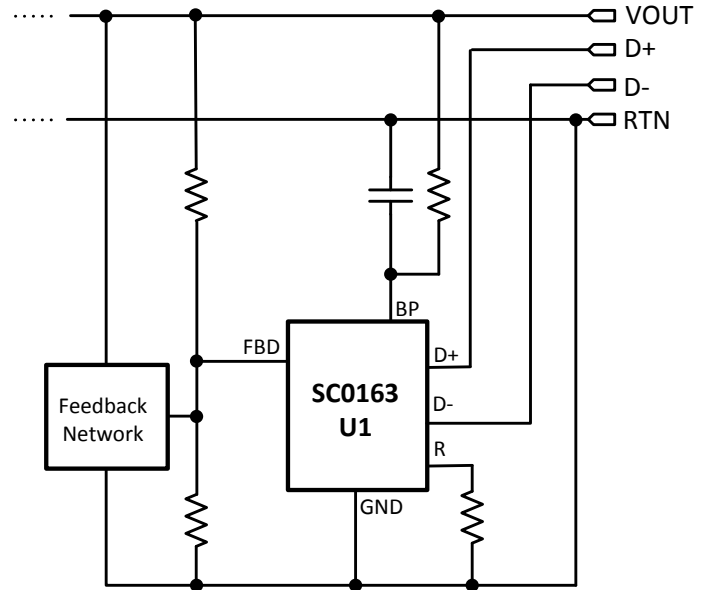 VOUT
D+
D-
RTN
BP
FBD
D+
SC0163
U1
D-
Feedback
Network
R
GND